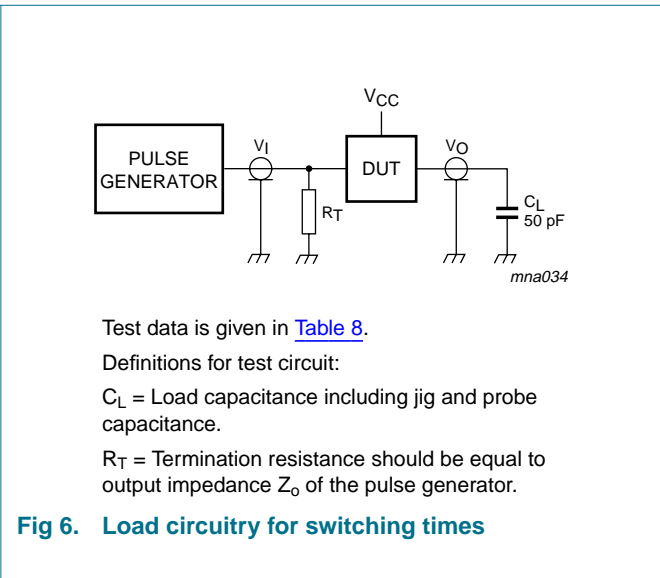 VCC
PULSE
GENERATOR
VI
DUT
VO
RT
CL
50 pF
mna034
Test data is given in Table 8.
Definitions for test circuit:
CL = Load capacitance including jig and probe
capacitance.
RT = Termination resistance should be equal to
output impedance Zo of the pulse generator.
Fig 6. Load circuitry for switching times